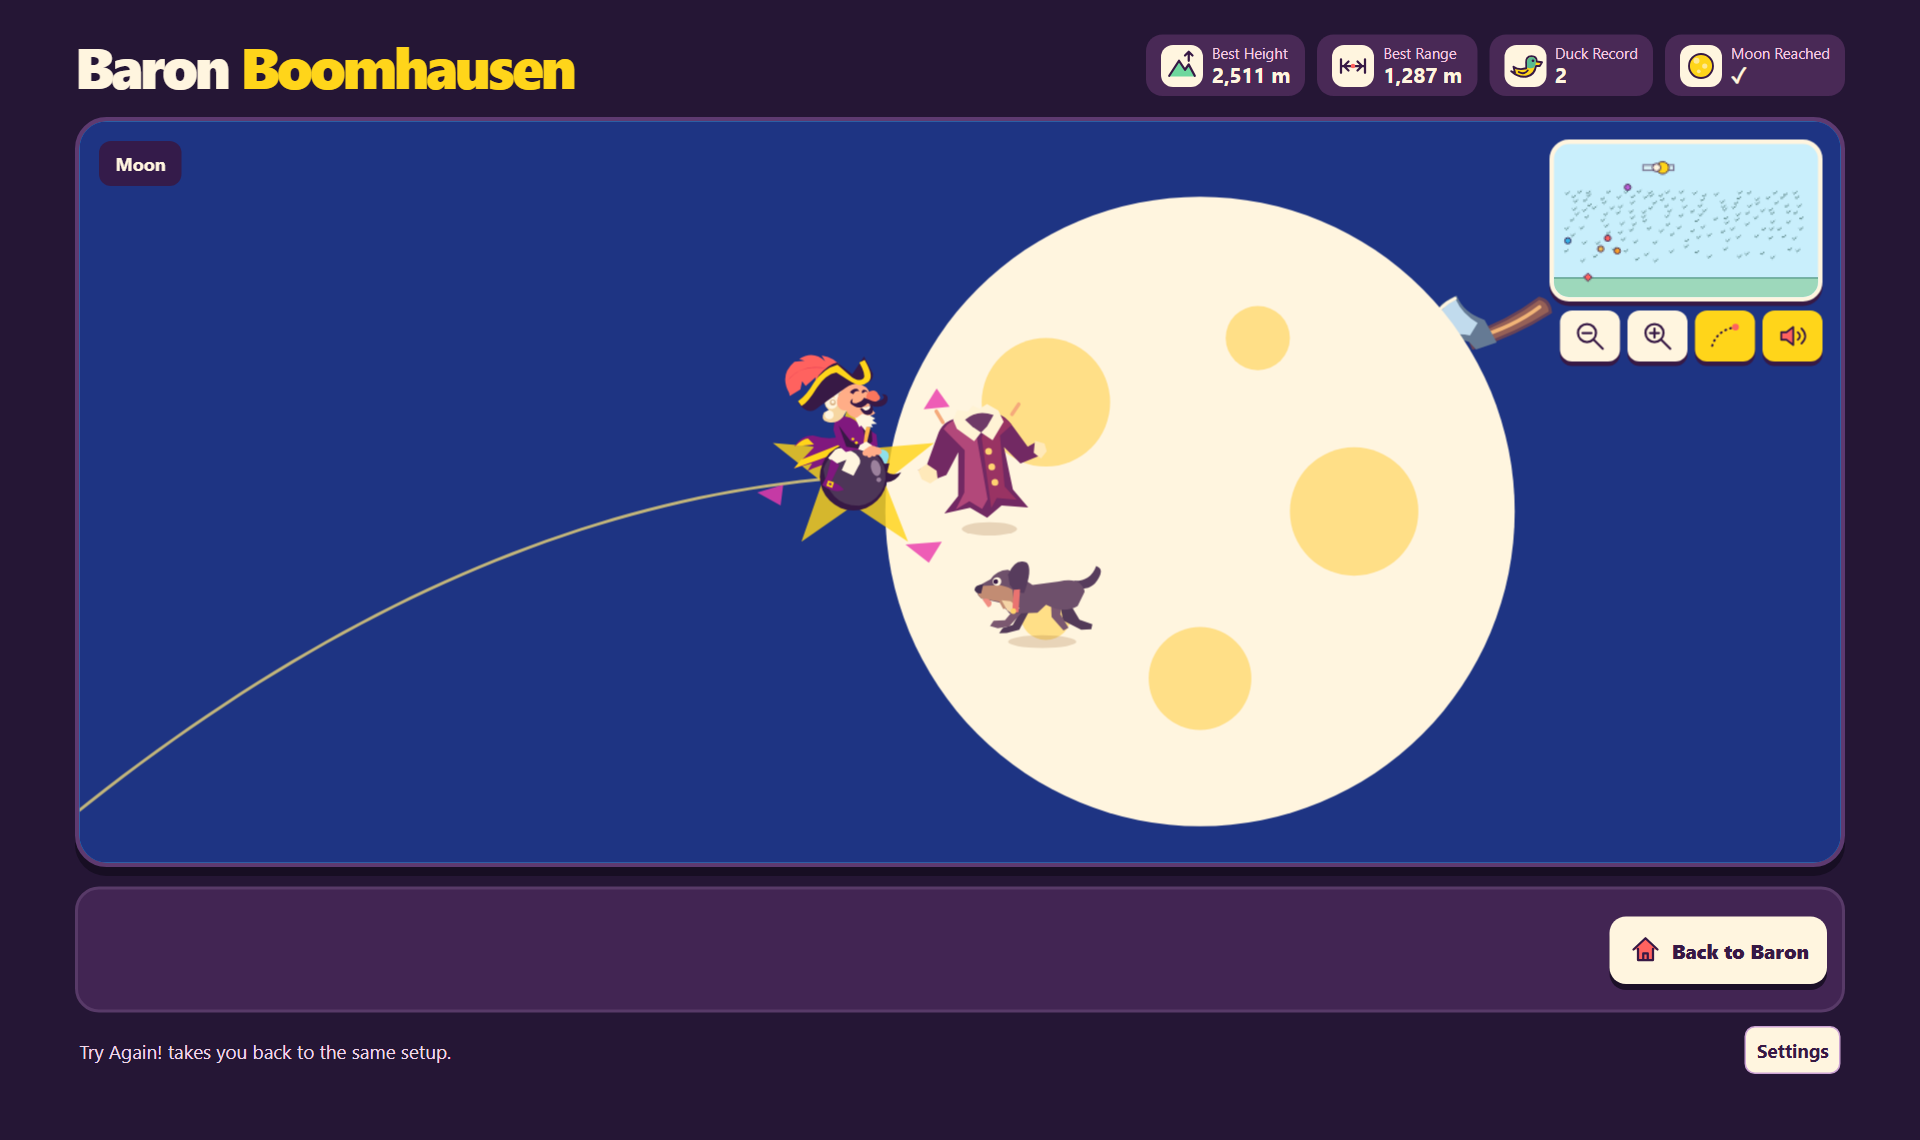 Baron Boomhausen
Best Height
2,511 m
Best Range
1,287 m
Duck Record
2
Moon Reached
✓
Moon
Back to Baron
Try Again! takes you back to the same setup.
Settings